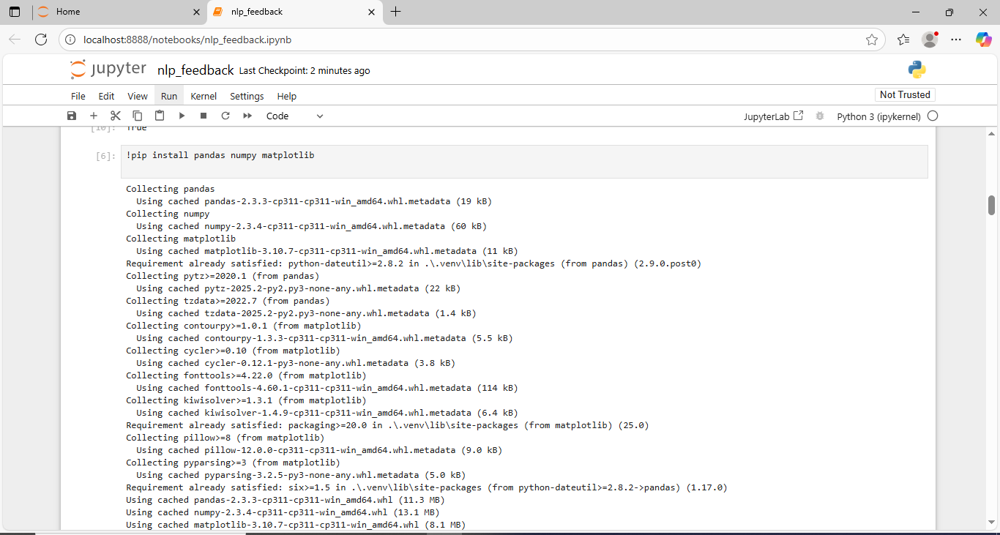 Home
nlp_feedback
localhost:8888/notebooks/nlp_feedback.ipynb
jupyter nlp_feedback Last Checkpoint: 2 minutes ago
File Edit View Run Kernel Settings Help
Not Trusted
Code
JupyterLab
Python 3 (ipykernel)
[10]: True
[6]: !pip install pandas numpy matplotlib
Collecting pandas
Using cached pandas-2.3.3-cp311-cp311-win_amd64.whl.metadata (19 kB)
Collecting numpy
Using cached numpy-2.3.4-cp311-cp311-win_amd64.whl.metadata (60 kB)
Collecting matplotlib
Using cached matplotlib-3.10.7-cp311-cp311-win_amd64.whl.metadata (11 kB)
Requirement already satisfied: python-dateutil>=2.8.2 in .\.venv\lib\site-packages (from pandas) (2.9.0.post0)
Collecting pytz>=2020.1 (from pandas)
Using cached pytz-2025.2-py2.py3-none-any.whl.metadata (22 kB)
Collecting tzdata>=2022.7 (from pandas)
Using cached tzdata-2025.2-py2.py3-none-any.whl.metadata (1.4 kB)
Collecting contourpy>=1.0.1 (from matplotlib)
Using cached contourpy-1.3.3-cp311-cp311-win_amd64.whl.metadata (5.5 kB)
Collecting cycler>=0.10 (from matplotlib)
Using cached cycler-0.12.1-py3-none-any.whl.metadata (3.8 kB)
Collecting fonttools>=4.22.0 (from matplotlib)
Using cached fonttools-4.60.1-cp311-cp311-win_amd64.whl.metadata (114 kB)
Collecting kiwisolver>=1.3.1 (from matplotlib)
Using cached kiwisolver-1.4.9-cp311-cp311-win_amd64.whl.metadata (6.4 kB)
Requirement already satisfied: packaging>=20.0 in .\.venv\lib\site-packages (from matplotlib) (25.0)
Collecting pillow>=8 (from matplotlib)
Using cached pillow-12.0.0-cp311-cp311-win_amd64.whl.metadata (9.0 kB)
Collecting pyparsing>=3 (from matplotlib)
Using cached pyparsing-3.2.5-py3-none-any.whl.metadata (5.0 kB)
Requirement already satisfied: six>=1.5 in .\.venv\lib\site-packages (from python-dateutil>=2.8.2->pandas) (1.17.0)
Using cached pandas-2.3.3-cp311-cp311-win_amd64.whl (11.3 MB)
Using cached numpy-2.3.4-cp311-cp311-win_amd64.whl (13.1 MB)
Using cached matplotlib-3.10.7-cp311-cp311-win_amd64.whl (8.1 MB)